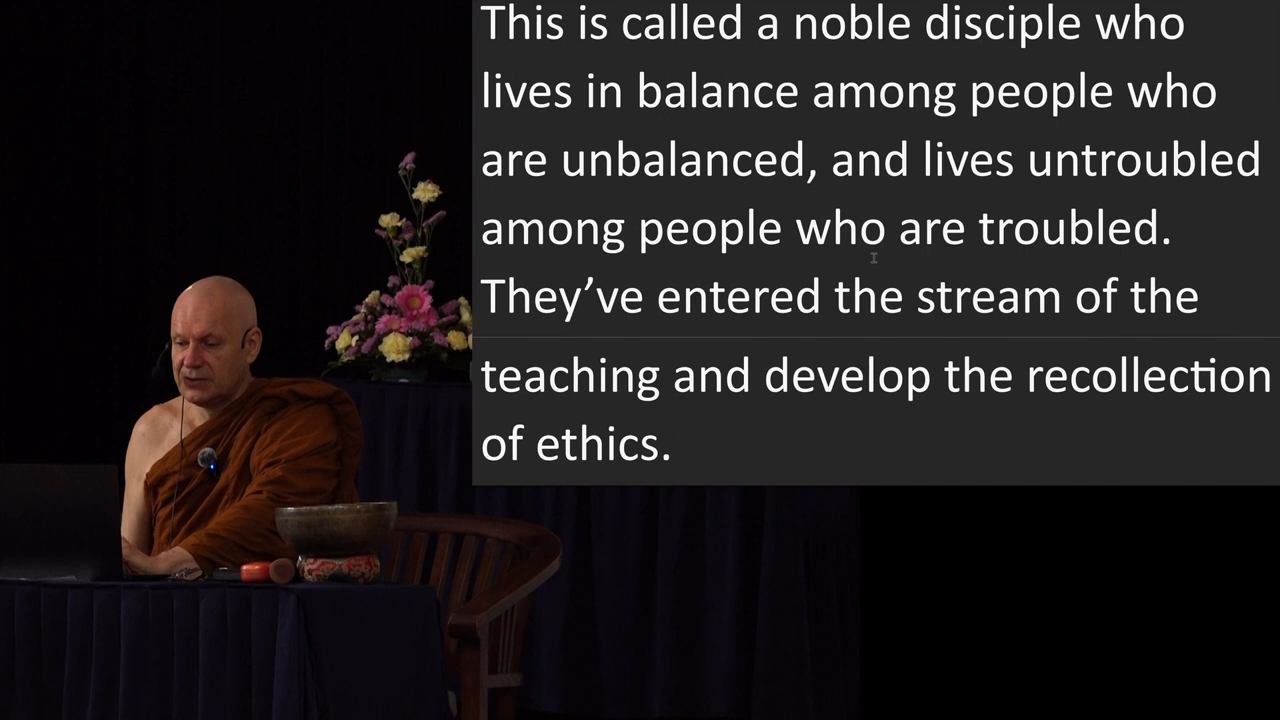 This is called a noble disciple who
lives in balance among people who
are unbalanced, and lives untroubled
among people who are troubled.
They’ve entered the stream of the
teaching and develop the recollection
of ethics.